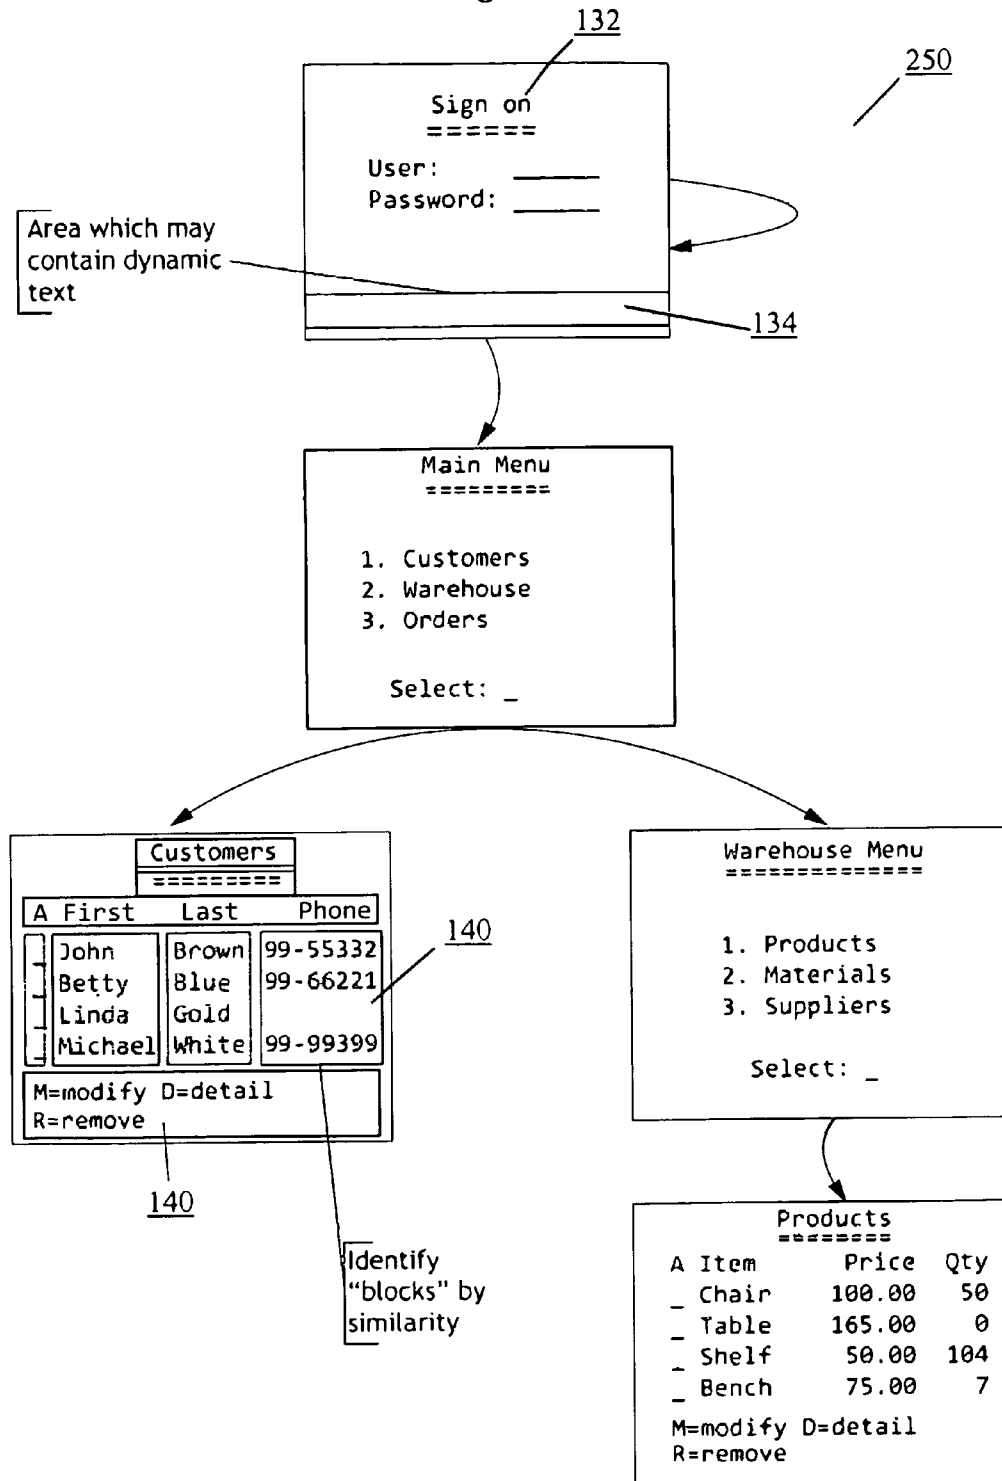 132
250
Sign on
======
User: ______
Password: ______
Area which may
contain dynamic
text
134
Main Menu
=========
1. Customers
2. Warehouse
3. Orders
Select: _
Customers
=========
A First Last Phone
_ John Brown 99-55332
_ Betty Blue 99-66221
_ Linda Gold
_ Michael White 99-99399
M=modify D=detail
R=remove
140
140
Identify
“blocks” by
similarity
Warehouse Menu
==============
1. Products
2. Materials
3. Suppliers
Select: _
Products
========
A Item Price Qty
_ Chair 100.00 50
_ Table 165.00 0
_ Shelf 50.00 104
_ Bench 75.00 7
M=modify D=detail
R=remove